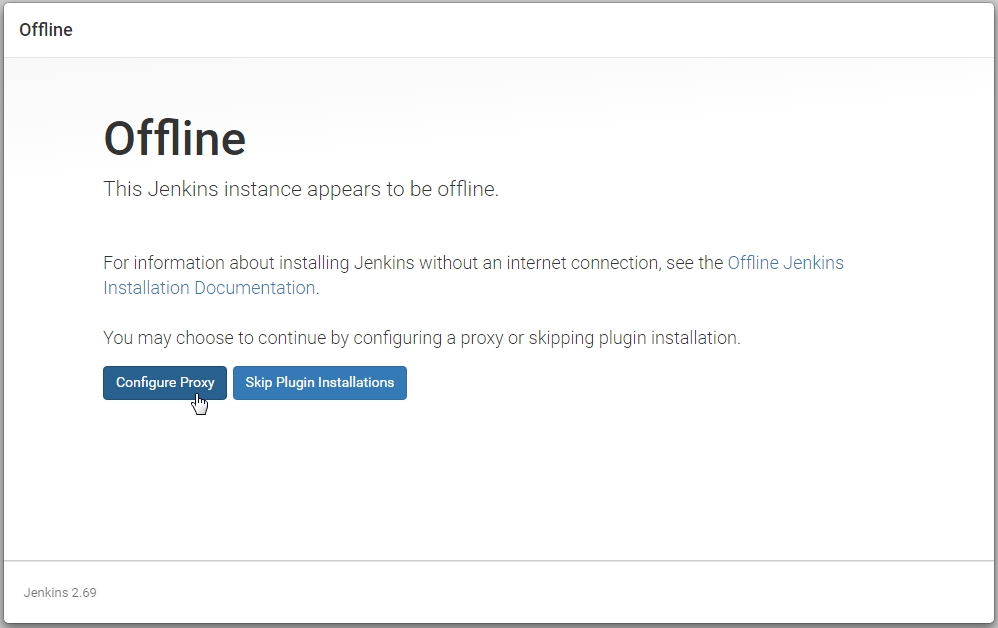 Offline
Offline
This Jenkins instance appears to be offline.
For information about installing Jenkins without an internet connection, see the Offline Jenkins
Installation Documentation.
You may choose to continue by configuring a proxy or skipping plugin installation.
Configure Proxy Skip Plugin Installations
Jenkins 2.69